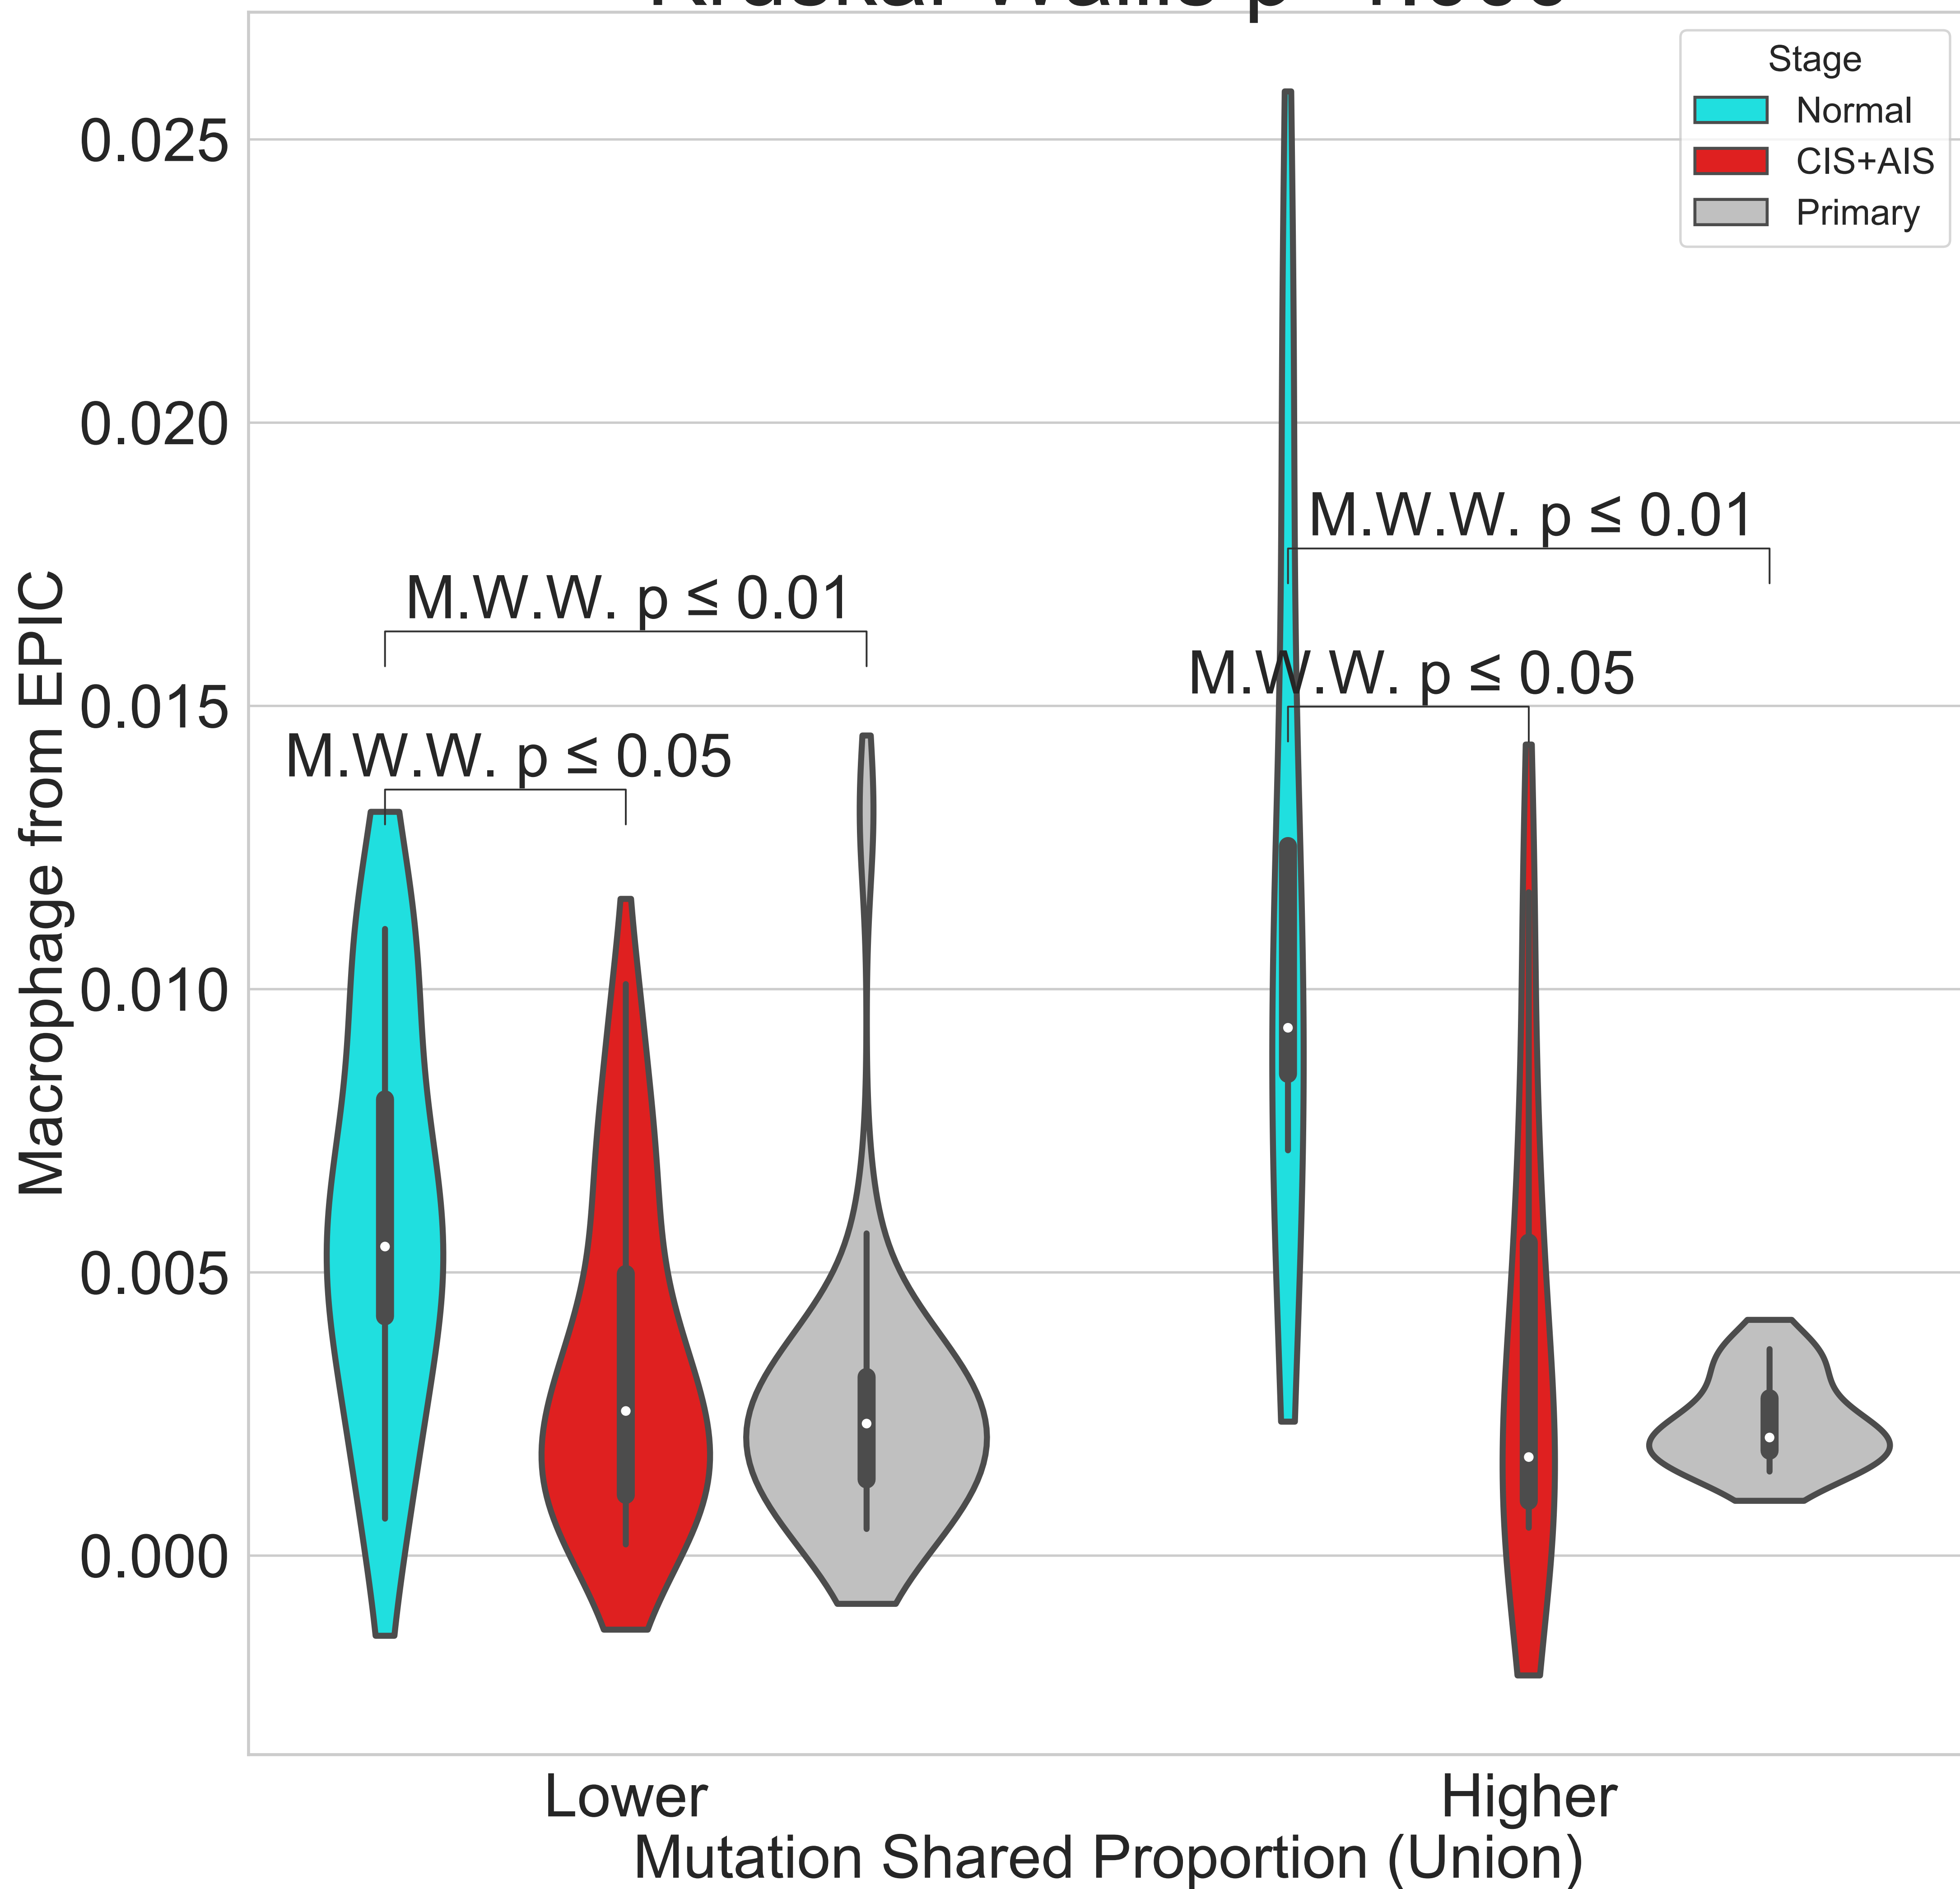 Stage
Normal
CIS+AIS
Primary
0.025
0.020
0.015
0.010
0.005
0.000
Macrophage from EPIC
M.W.W. p ≤ 0.01
M.W.W. p ≤ 0.01
M.W.W. p ≤ 0.05
M.W.W. p ≤ 0.05
Lower
Higher
Mutation Shared Proportion (Union)